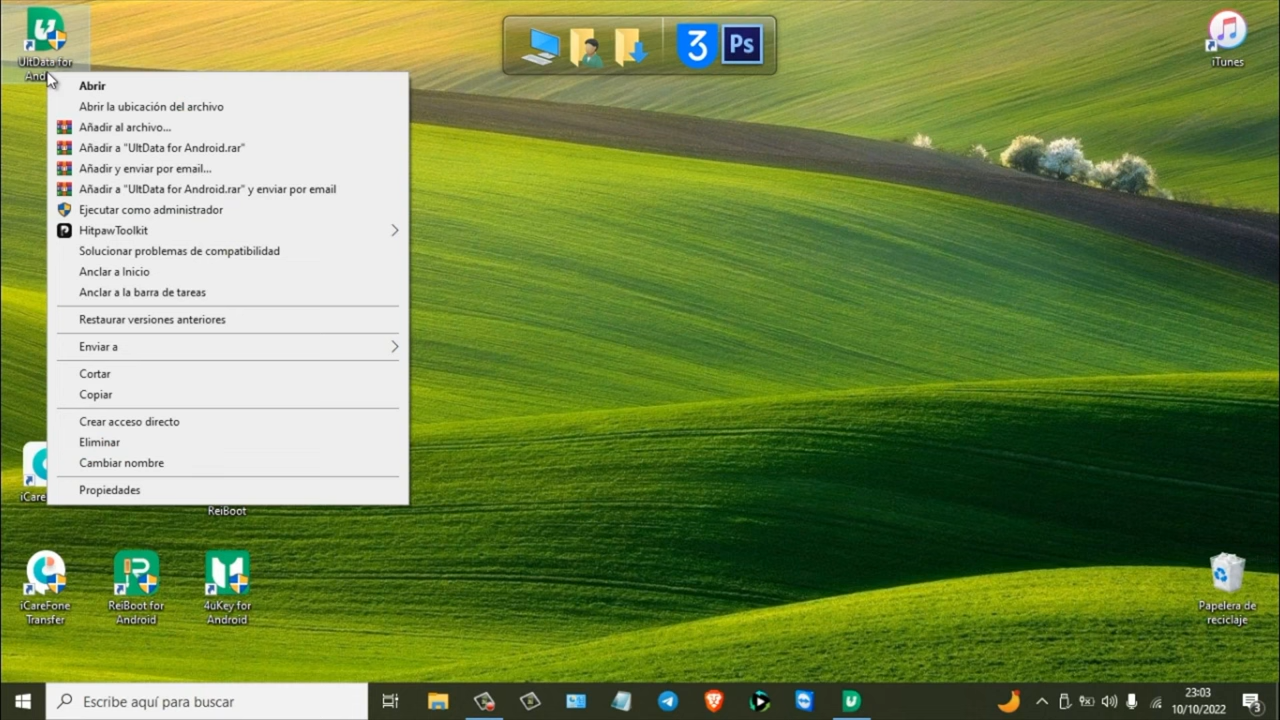 UltData for
Andr
iTunes
3
Ps
Abrir
Abrir la ubicación del archivo
Añadir al archivo...
Añadir a "UltData for Android.rar"
Añadir y enviar por email...
Añadir a "UltData for Android.rar" y enviar por email
Ejecutar como administrador
HitpawToolkit
Solucionar problemas de compatibilidad
Anclar a Inicio
Anclar a la barra de tareas
Restaurar versiones anteriores
Enviar a
Cortar
Copiar
Crear acceso directo
Eliminar
Cambiar nombre
Propiedades
iCare
ReiBoot
iCareFone
Transfer
ReiBoot for
Android
4uKey for
Android
Papelera de
reciclaje
Escribe aquí para buscar
23:03
10/10/2022
3